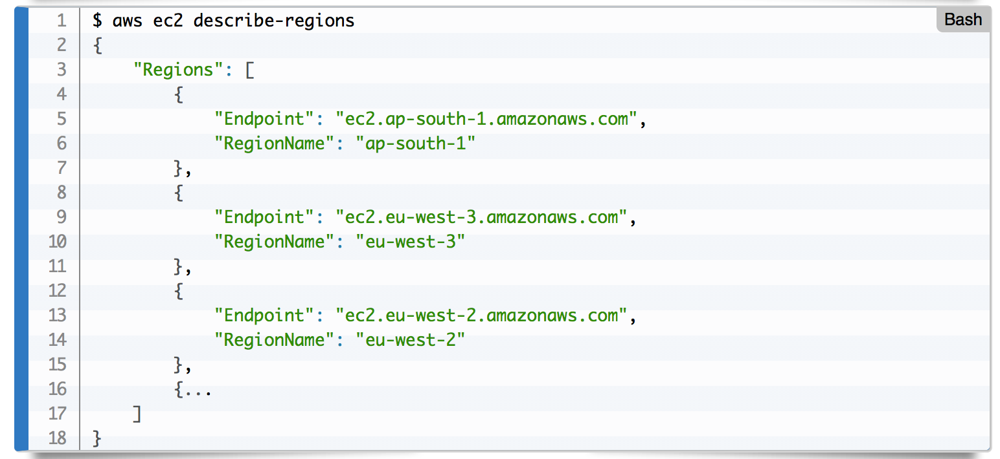 Bash
1 $ aws ec2 describe-regions
2 {
3     "Regions": [
4         {
5             "Endpoint": "ec2.ap-south-1.amazonaws.com",
6             "RegionName": "ap-south-1"
7         },
8         {
9             "Endpoint": "ec2.eu-west-3.amazonaws.com",
10             "RegionName": "eu-west-3"
11         },
12         {
13             "Endpoint": "ec2.eu-west-2.amazonaws.com",
14             "RegionName": "eu-west-2"
15         },
16         {...
17     ]
18 }